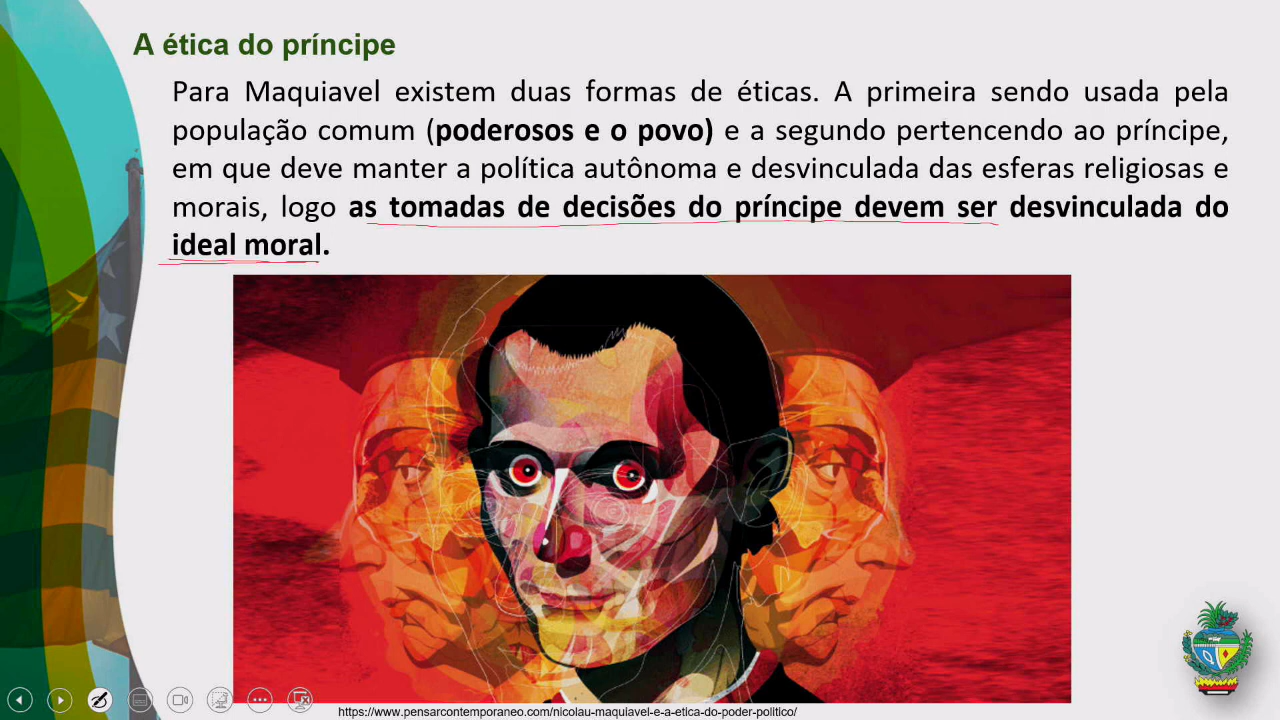 A ética do príncipe
Para Maquiavel existem duas formas de éticas. A primeira sendo usada pela
população comum (poderosos e o povo) e a segundo pertencendo ao príncipe,
em que deve manter a política autônoma e desvinculada das esferas religiosas e
morais, logo as tomadas de decisões do príncipe devem ser desvinculada do
ideal moral.
https://www.pensarcontemporaneo.com/nicolau-maquiavel-e-a-etica-do-poder-politico/